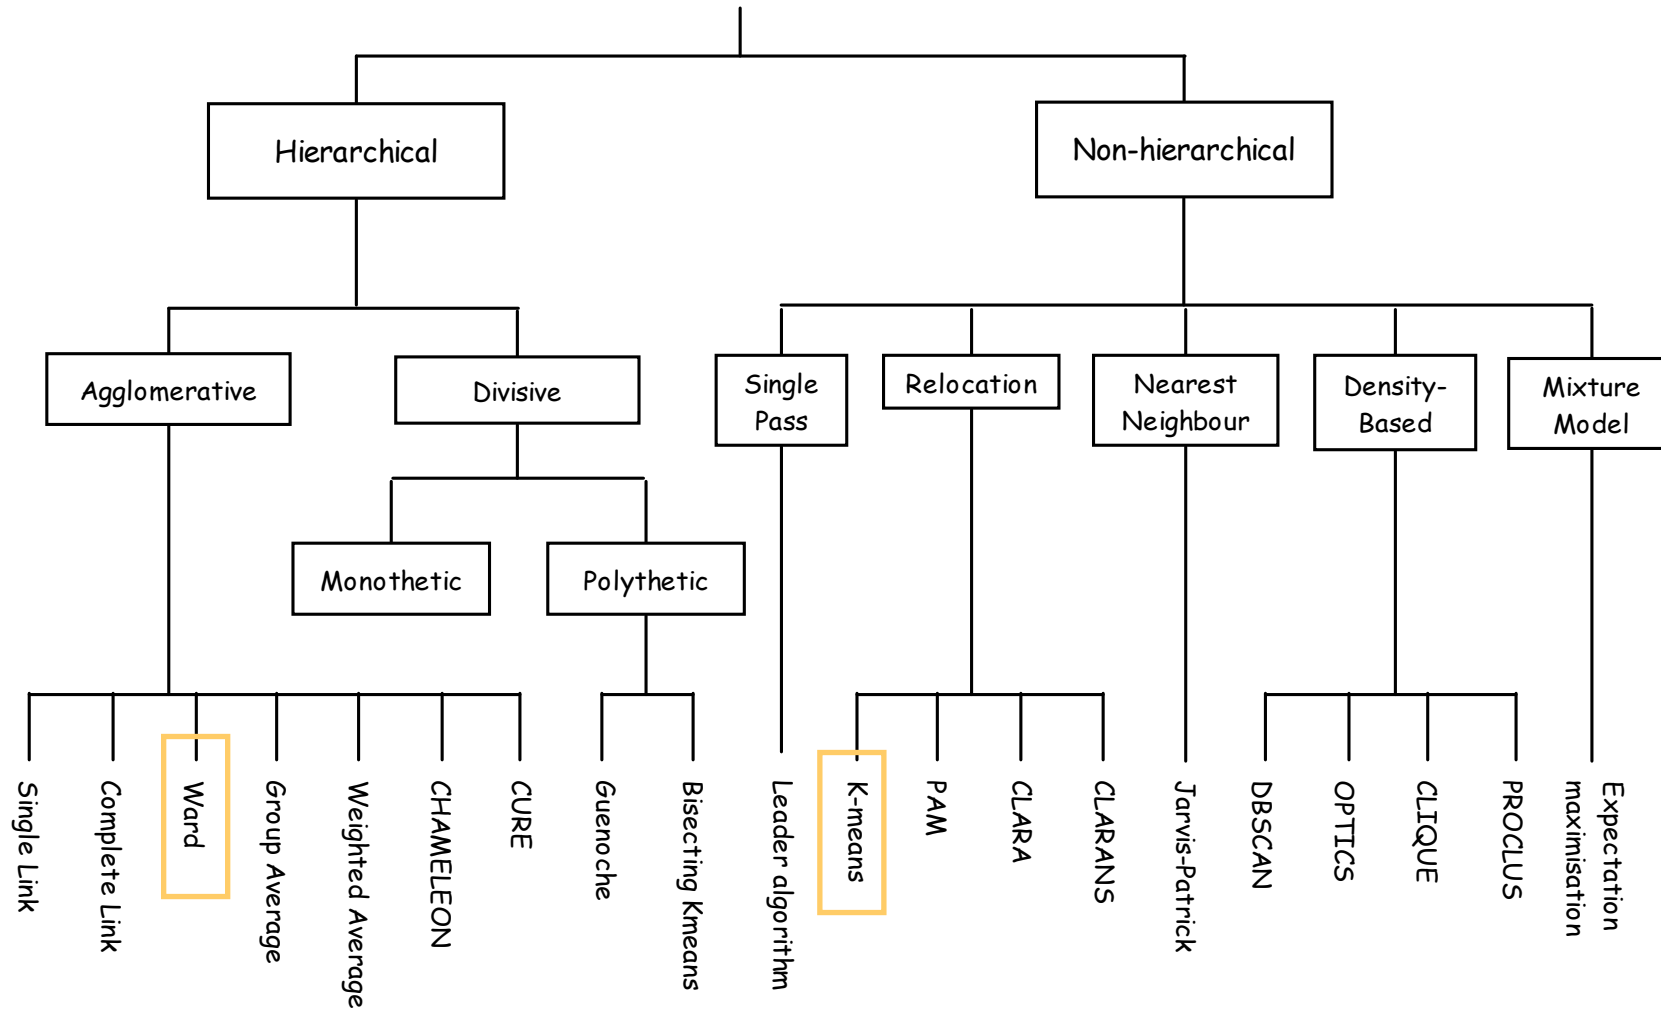 Hierarchical
Non-hierarchical
Agglomerative
Divisive
Single
Pass
Relocation
Nearest
Neighbour
Density-
Based
Mixture
Model
Monothetic
Polythetic
Single Link
Complete Link
Ward
Group Average
Weighted Average
CHAMELEON
CURE
Guenoche
Bisecting Kmeans
Leader algorithm
K-means
PAM
CLARA
CLARANS
Jarvis-Patrick
DBSCAN
OPTICS
CLIQUE
PROCLUS
Expectation
maximisation